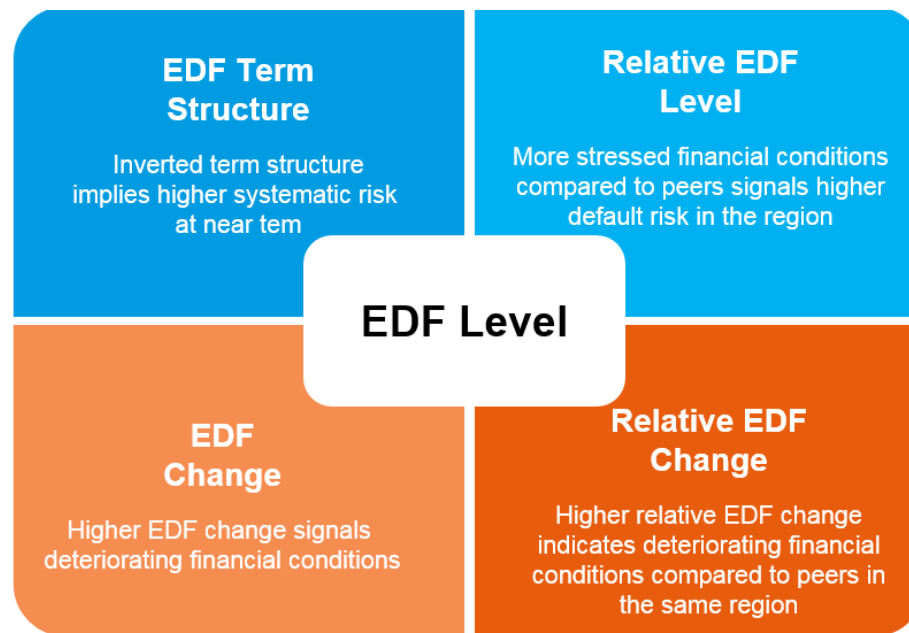 EDF Term
Structure
Inverted term structure
implies higher systematic risk
at near tem
Relative EDF
Level
More stressed financial conditions
compared to peers signals higher
default risk in the region
EDF Level
EDF
Change
Higher EDF change signals
deteriorating financial conditions
Relative EDF
Change
Higher relative EDF change
indicates deteriorating financial
conditions compared to peers in
the same region